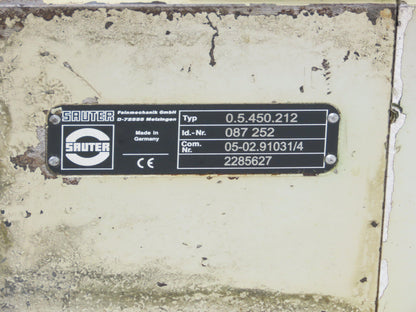 SAUTER Feinmechanik GmbH
D-72555 Metzingen
SAUTER
Made in
Germany
CE
Typ 0.5.450.212
Id.-Nr. 087 252
Com. Nr. 05-02.91031/4
2285627